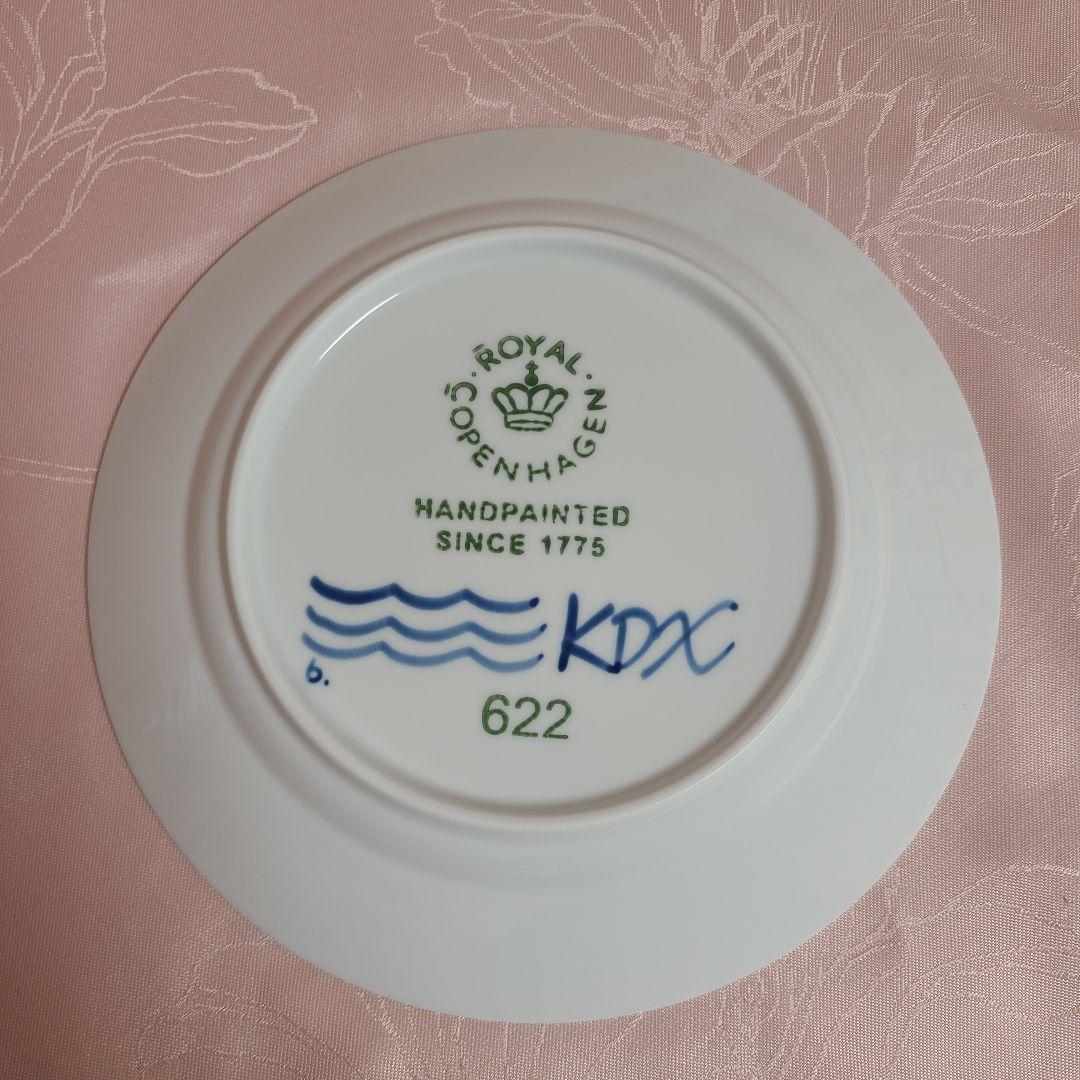 ROYAL
COPENHAGEN
HANDPAINTED
SINCE 1775
KDX
6.
622